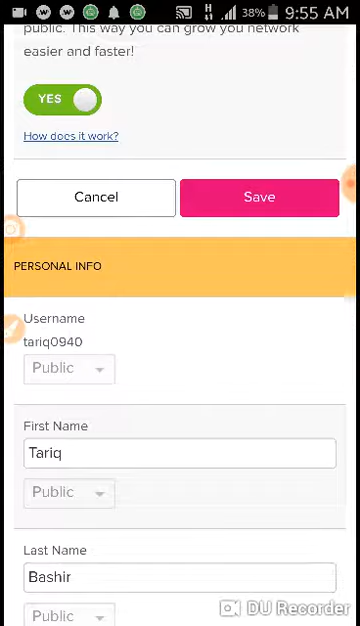 38% 9:55 AM
public. This way you can grow you network
easier and faster!
YES
How does it work?
Cancel Save
PERSONAL INFO
Username
tariq0940
Public
First Name
Tariq
Public
Last Name
Bashir
Public
DU Recorder